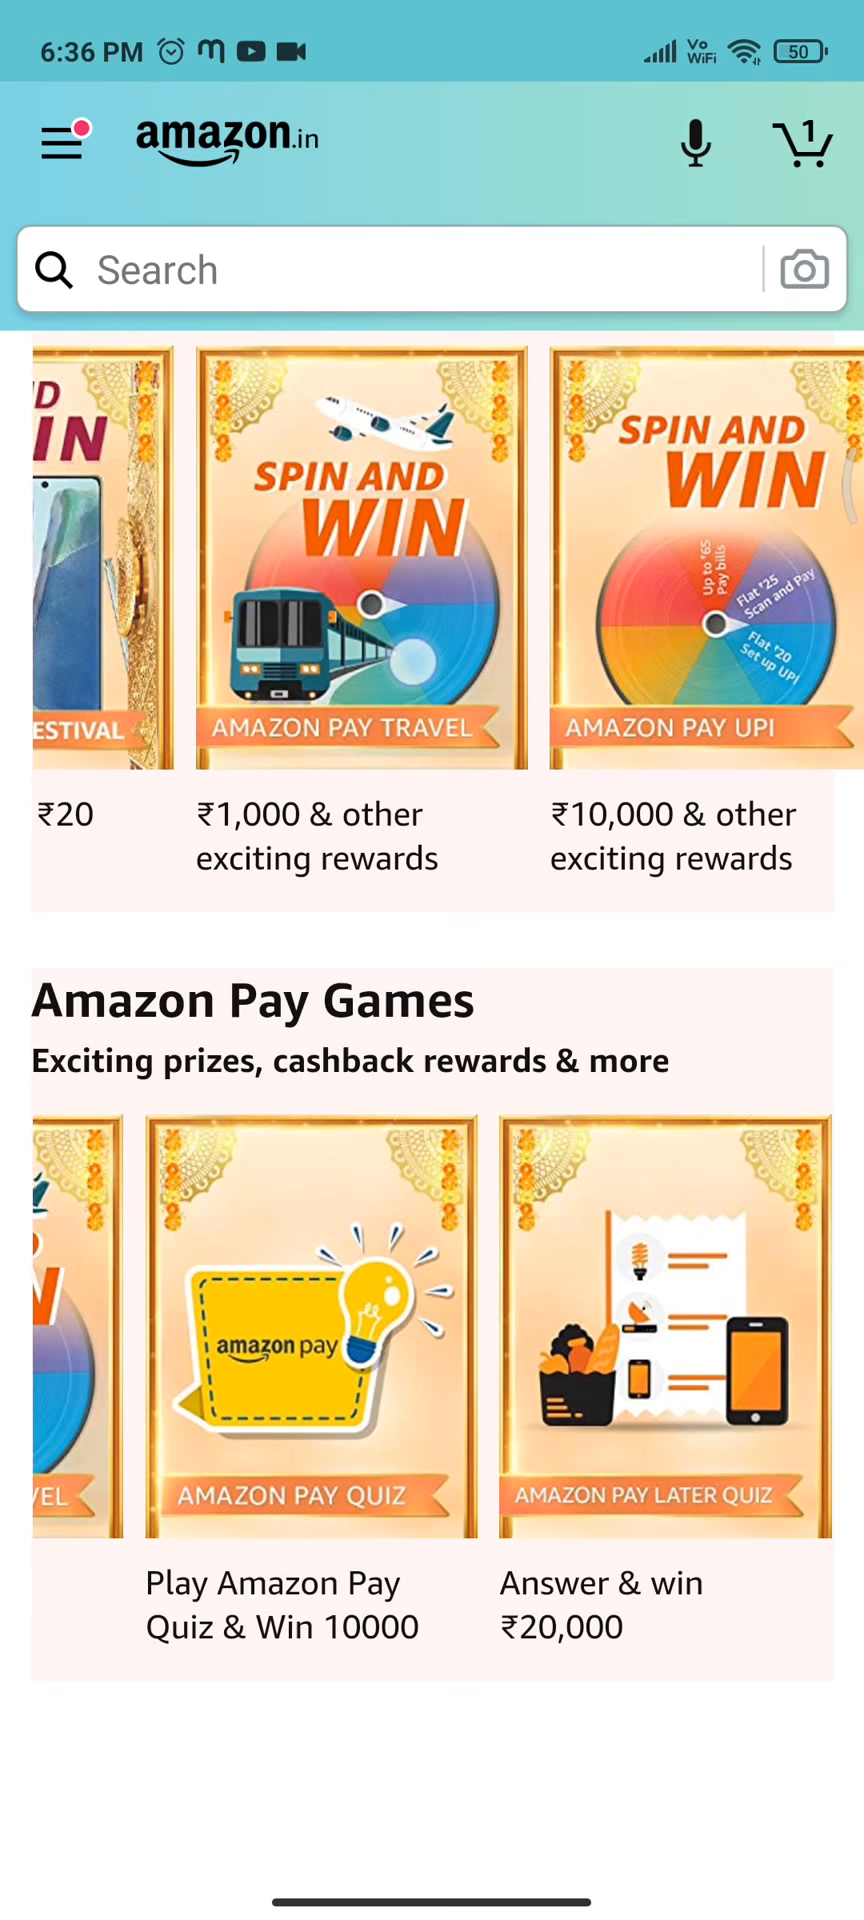 6:36 PM
Vo
WiFi
50
amazon.in
1
Search
D
IN
ESTIVAL
₹20
SPIN AND
WIN
AMAZON PAY TRAVEL
₹1,000 & other
exciting rewards
SPIN AND
WIN
Up to ₹65
Pay bills
Flat ₹25
Scan and Pay
Flat ₹20
Set up UPI
AMAZON PAY UPI
₹10,000 & other
exciting rewards
Amazon Pay Games
Exciting prizes, cashback rewards & more
VEL
amazon pay
AMAZON PAY QUIZ
Play Amazon Pay
Quiz & Win 10000
AMAZON PAY LATER QUIZ
Answer & win
₹20,000